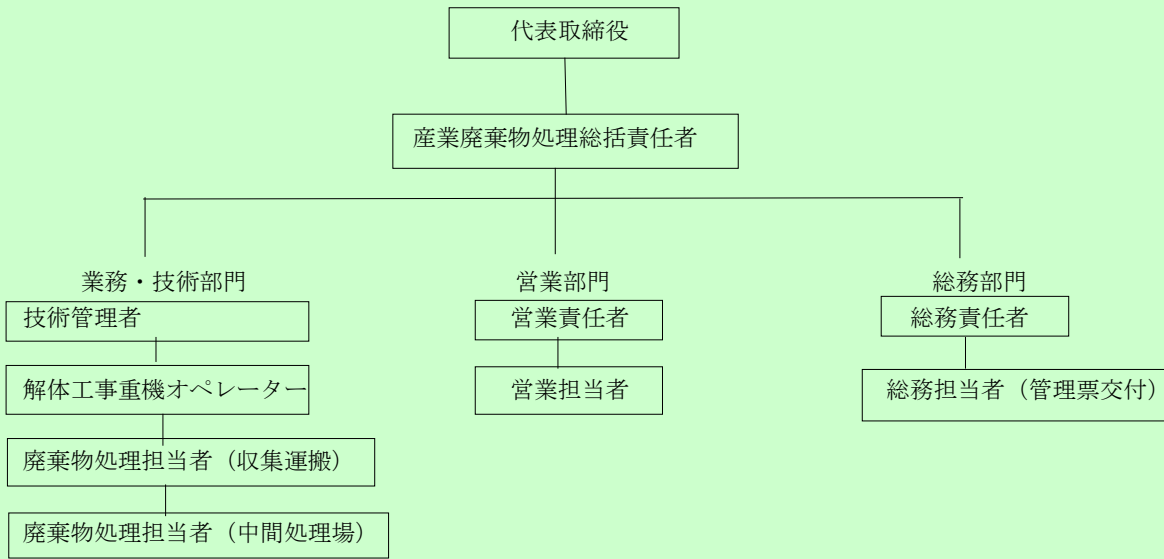 代表取締役
産業廃棄物処理総括責任者
業務・技術部門
技術管理者
解体工事重機オペレーター
廃棄物処理担当者（収集運搬）
廃棄物処理担当者（中間処理場）
営業部門
営業責任者
営業担当者
総務部門
総務責任者
総務担当者（管理票交付）